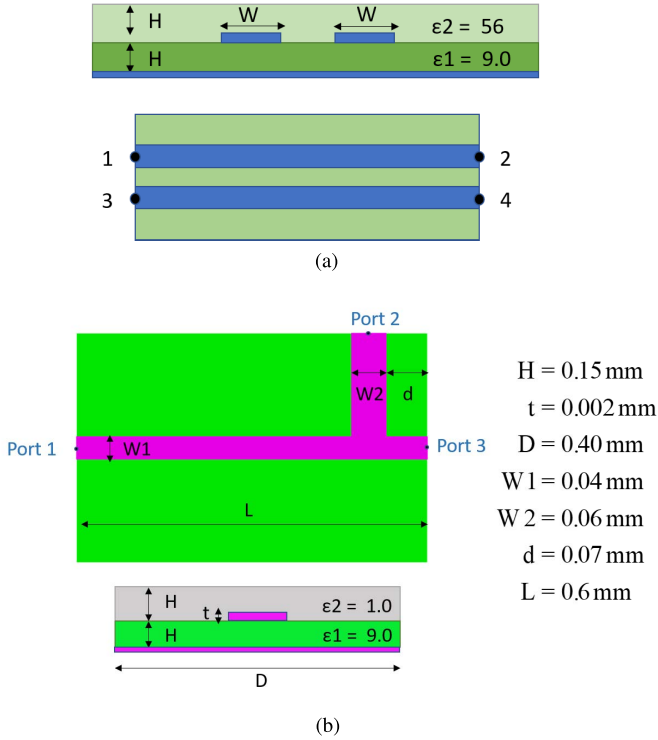 H W W ε2 = 56
H ε1 = 9.0
1 2
3 4
(a)
Port 2
W2 d
Port 1 W1 Port 3
L
H = 0.15 mm
t = 0.002 mm
D = 0.40 mm
W 1 = 0.04 mm
W 2 = 0.06 mm
d = 0.07 mm
L = 0.6 mm
H t ε2 = 1.0
H ε1 = 9.0
D
(b)